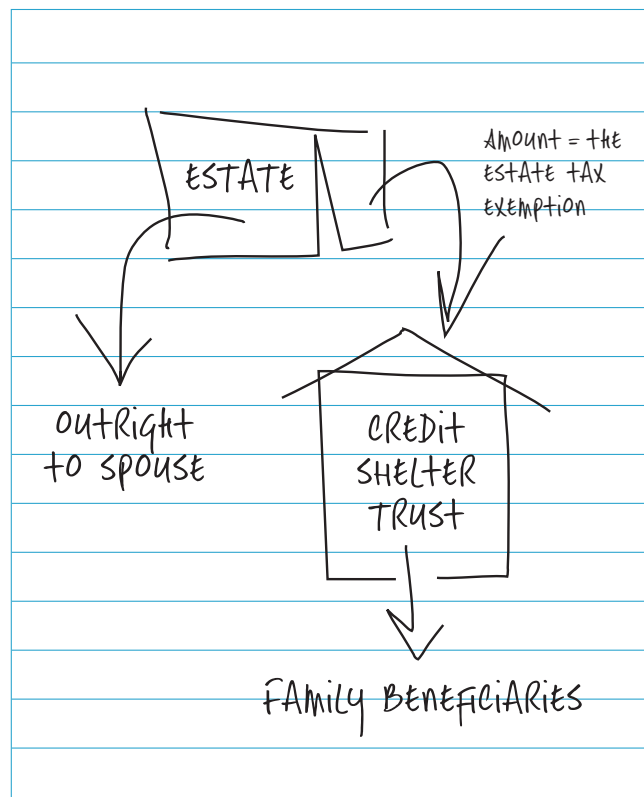 ESTATE
Amount = the
Estate tax
Exemption
Outright
to Spouse
Credit
Shelter
Trust
Family Beneficiaries